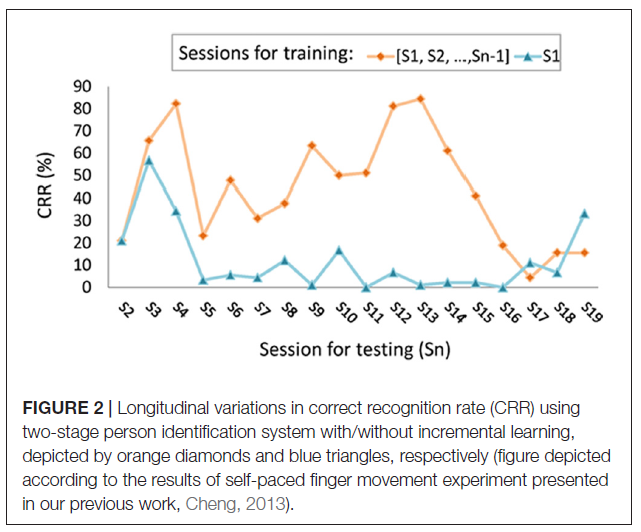 Sessions for training: [S1, S2, ...,Sn-1] S1
CRR (%)
90
80
70
60
50
40
30
20
10
0
S2 S3 S4 S5 S6 S7 S8 S9 S10 S11 S12 S13 S14 S15 S16 S17 S18 S19
Session for testing (Sn)
FIGURE 2 | Longitudinal variations in correct recognition rate (CRR) using
two-stage person identification system with/without incremental learning,
depicted by orange diamonds and blue triangles, respectively (figure depicted
according to the results of self-paced finger movement experiment presented
in our previous work, Cheng, 2013).